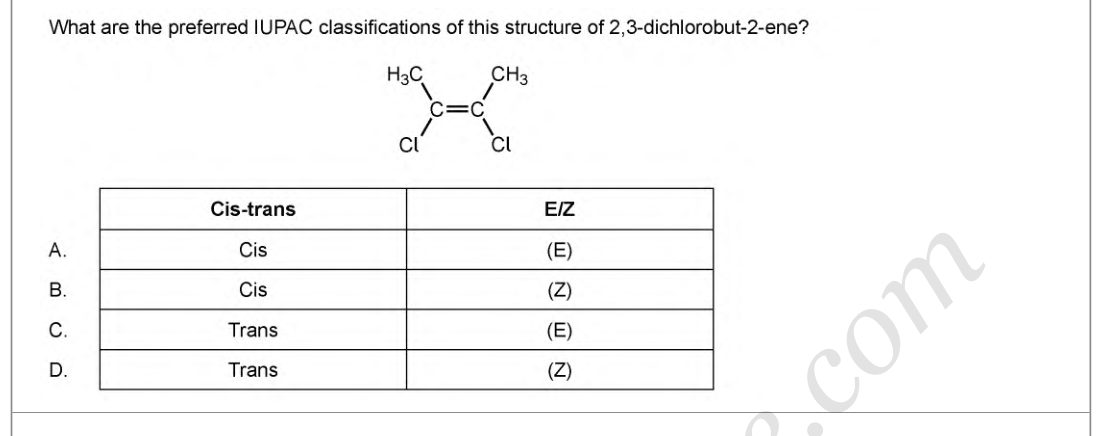 What are the preferred IUPAC classifications of this structure of 2,3-dichlorobut-2-ene?
H₃C CH₃
C=C
Cl Cl
Cis-trans E/Z
A. Cis (E)
B. Cis (Z)
C. Trans (E)
D. Trans (Z)
.com